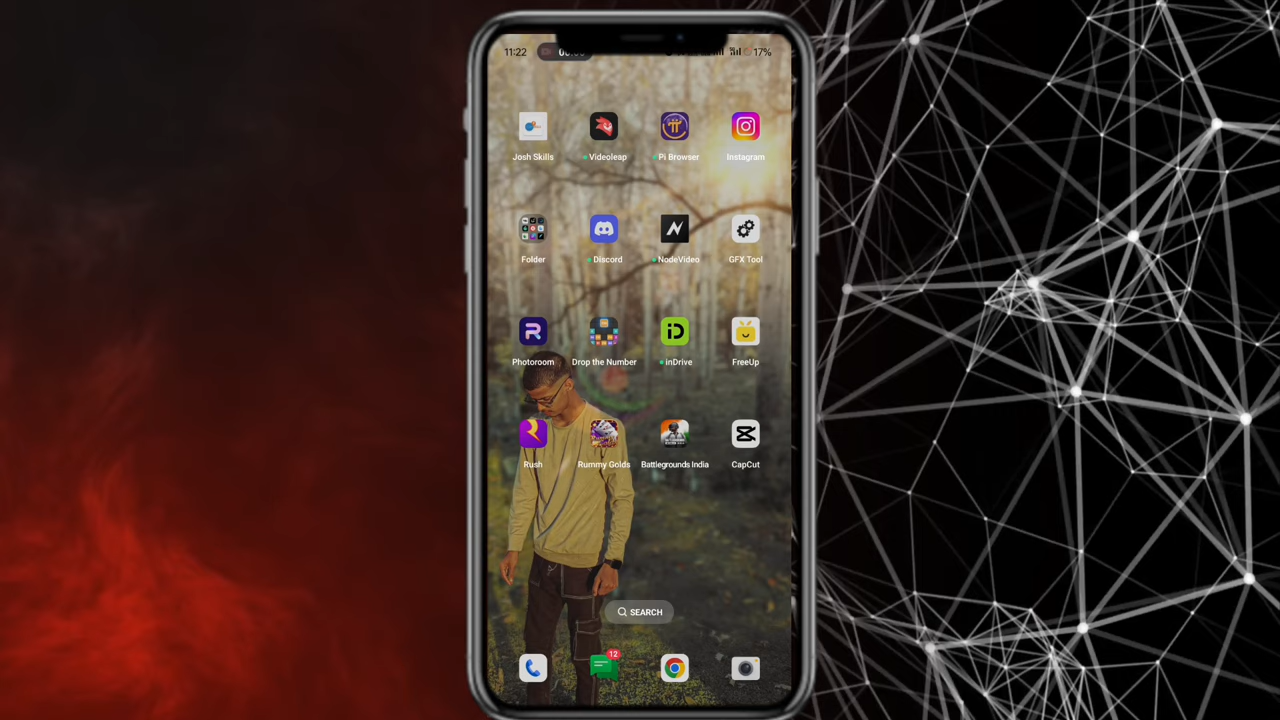 11:22
17%
Josh Skills
Videoleap
Pi Browser
Instagram
Folder
Discord
NodeVideo
GFX Tool
Photoroom
Drop the Number
inDrive
FreeUp
Rush
Rummy Golds
Battlegrounds India
CapCut
SEARCH
12